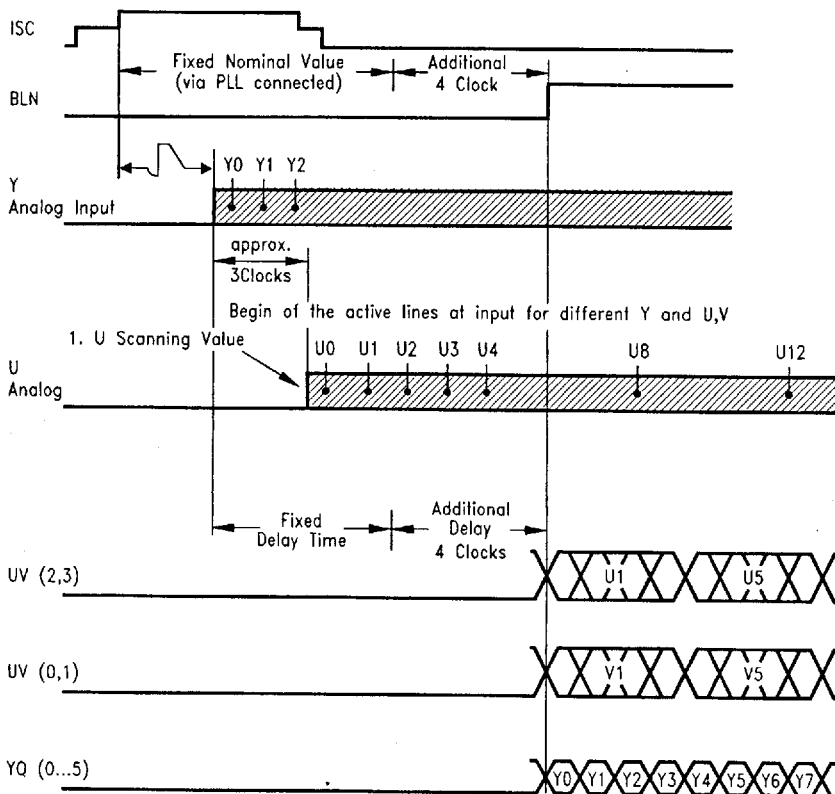 ISC
Fixed Nominal Value
(via PLL connected)
Additional
4 Clock
BLN
Y0 Y1 Y2
Y
Analog Input
approx.
3Clocks
Begin of the active lines at input for different Y and U,V
1. U Scanning Value
U0 U1 U2 U3 U4 U8 U12
U
Analog
Fixed
Delay Time
Additional
Delay
4 Clocks
UV (2,3)
U1 U5
UV (0,1)
V1 V5
YQ (0...5)
Y0 Y1 Y2 Y3 Y4 Y5 Y6 Y7